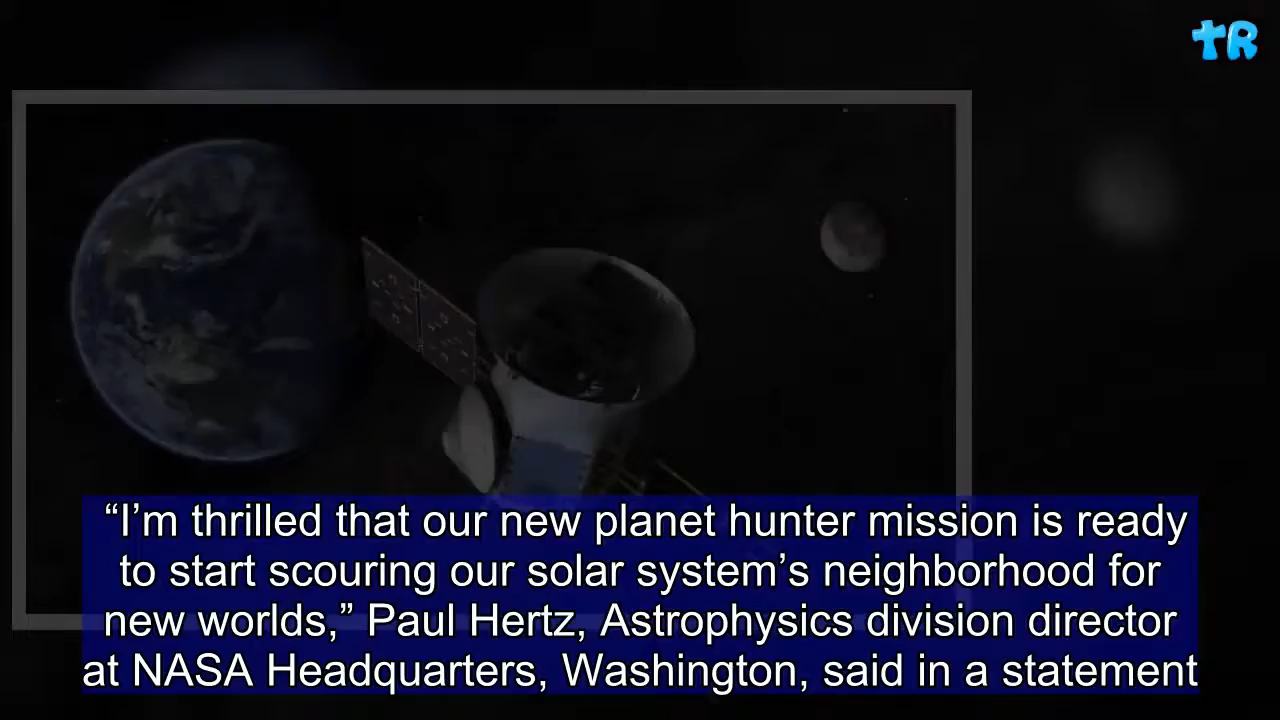 TR
“I’m thrilled that our new planet hunter mission is ready
to start scouring our solar system’s neighborhood for
new worlds,” Paul Hertz, Astrophysics division director
at NASA Headquarters, Washington, said in a statement